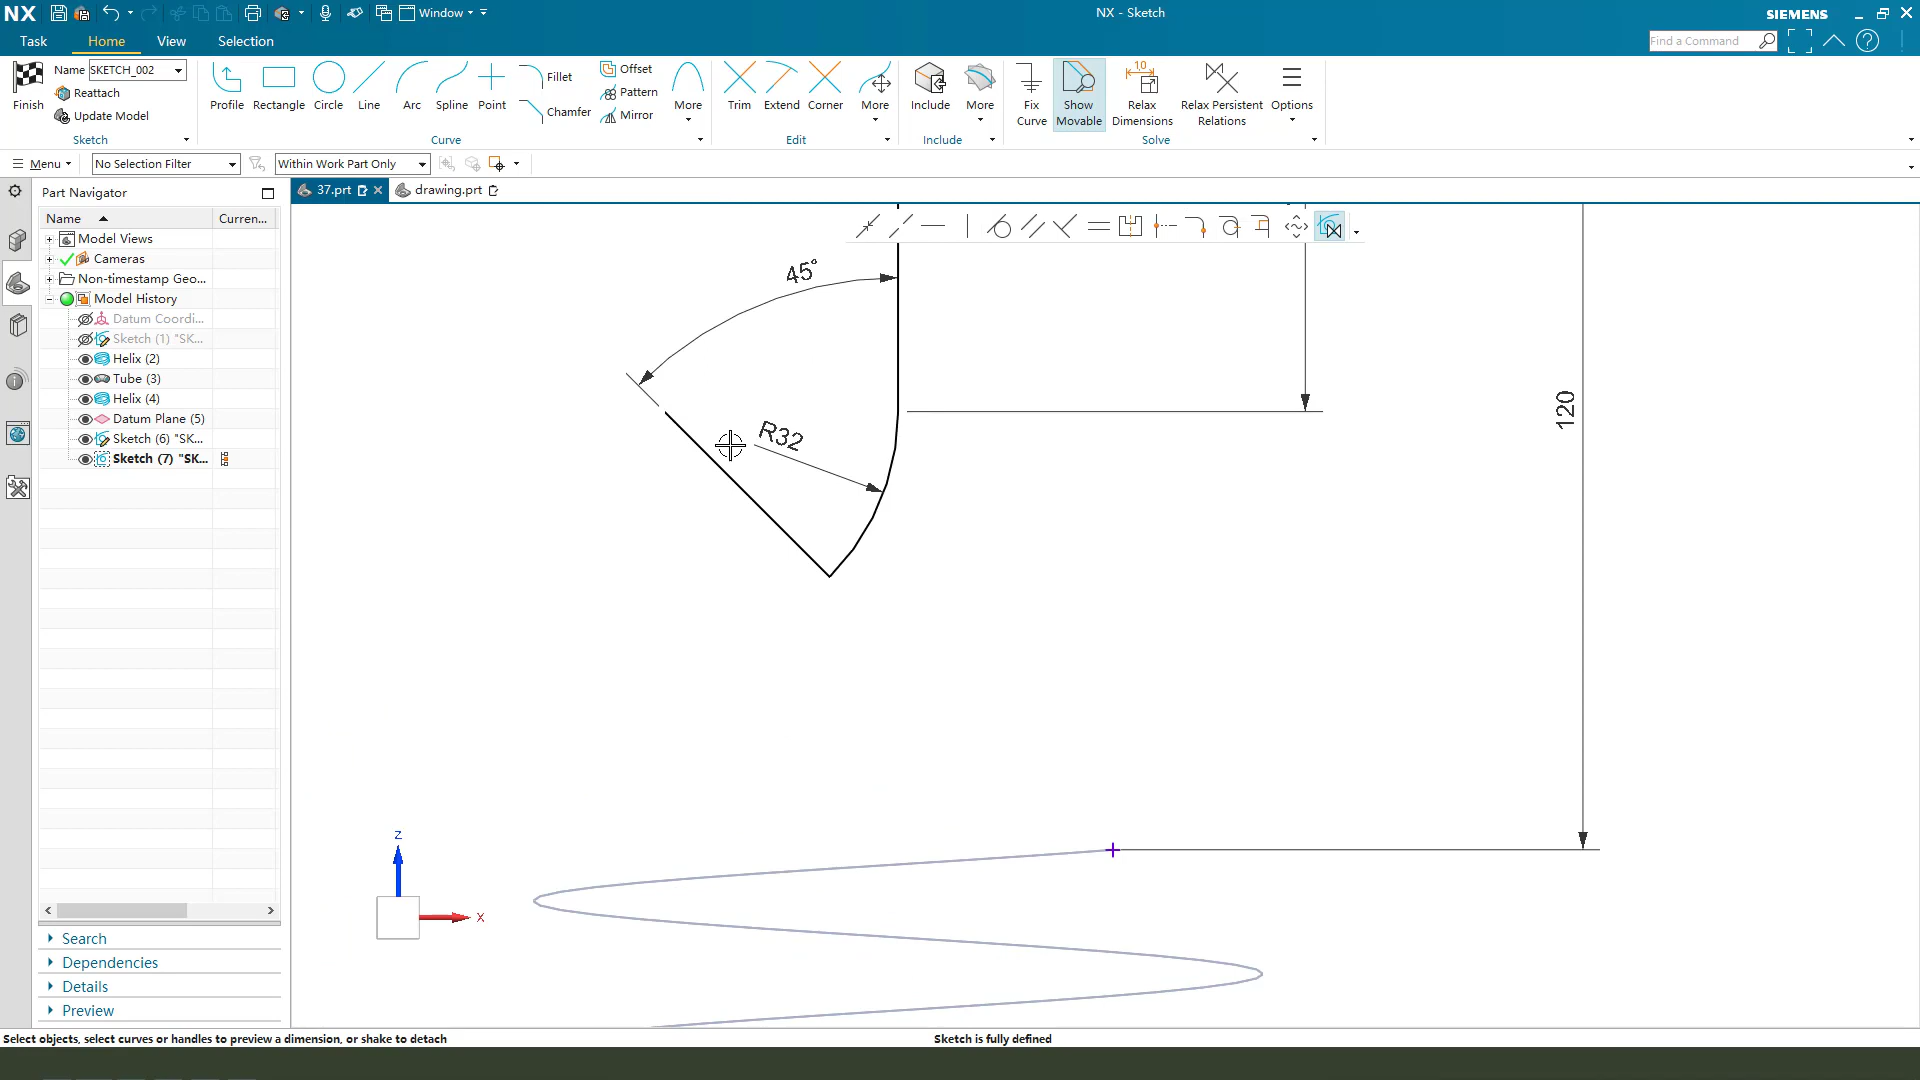 NX
Window
NX - Sketch
SIEMENS
Task
Home
View
Selection
Find a Command
Finish
Name SKETCH_002
Reattach
Update Model
Sketch
Profile
Rectangle
Circle
Line
Arc
Spline
Point
Fillet
Chamfer
Offset
Pattern
Mirror
More
Curve
Trim
Extend
Corner
More
Edit
Include
More
Include
Fix Curve
Show Movable
1,0
Relax Dimensions
Relax Persistent Relations
Options
Solve
Menu
No Selection Filter
Within Work Part Only
Part Navigator
37.prt
drawing.prt
Name
Curren...
Model Views
Cameras
Non-timestamp Geo...
Model History
Datum Coordi...
Sketch (1) "SK...
Helix (2)
Tube (3)
Helix (4)
Datum Plane (5)
Sketch (6) "SK...
Sketch (7) "SK...
45°
R32
120
Z
X
Search
Dependencies
Details
Preview
Select objects, select curves or handles to preview a dimension, or shake to detach
Sketch is fully defined